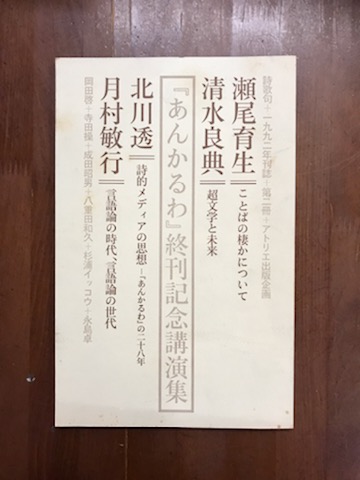 詩歌句+一九九二年刊誌—第二冊+アトリエ出版企画
瀬尾育生＝ことばの棲かについて
清水良典＝超文学と未来
『あんかるわ』終刊記念講演集
北川透＝詩的メディアの思想—『あんかるわ』の二十八年
月村敏行＝言語論の時代、言語論の世代
岡田啓+寺田操+成田昭男+八重田和久+杉浦イッコウ+永島卓